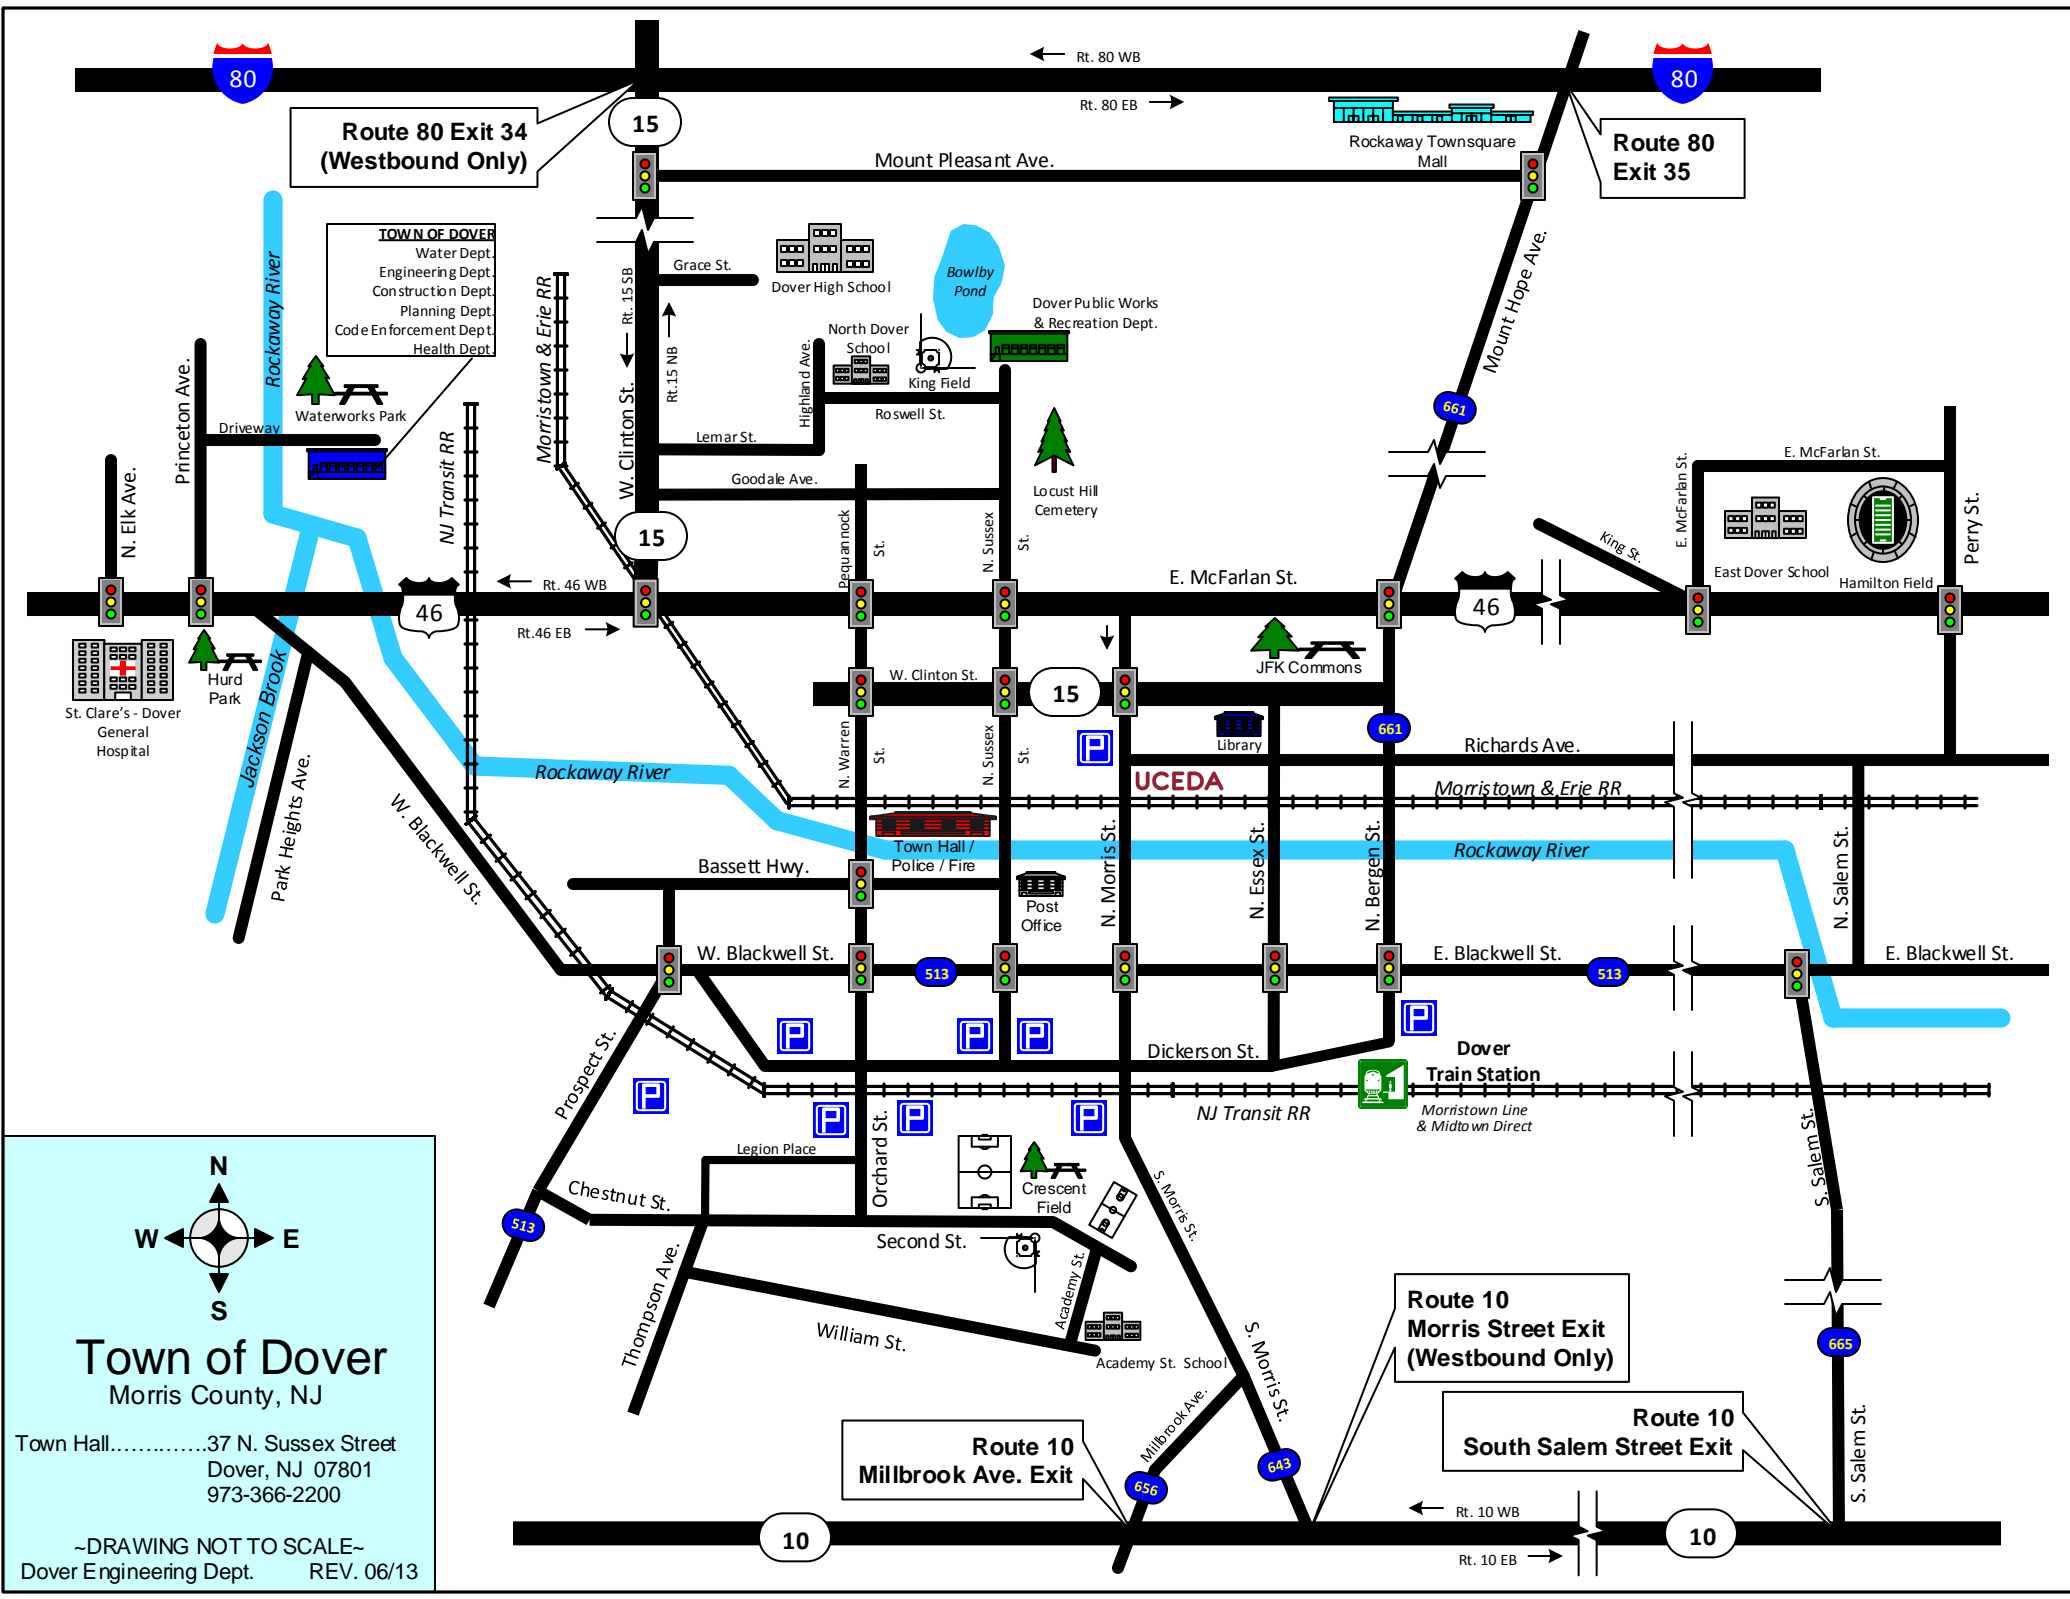 80
Rt. 80 WB
80
Rt. 80 EB
Route 80 Exit 34
(Westbound Only)
15
Rockaway Townsquare
Mall
Route 80
Exit 35
Mount Pleasant Ave.
TOWN OF DOVER
Water Dept.
Engineering Dept.
Construction Dept.
Planning Dept.
Code Enforcement Dept.
Health Dept.
Rockaway River
Morristown & Erie RR
Rt. 15 SB
Grace St.
Dover High School
Bowlby
Pond
Dover Public Works
& Recreation Dept.
Mount Hope Ave.
Rt.15 NB
North Dover
School
King Field
Highland Ave.
Roswell St.
661
Princeton Ave.
Waterworks Park
Driveway
W. Clinton St.
Lemar St.
Goodale Ave.
Locust Hill
Cemetery
E. McFarlan St.
E. McFarlan St.
N. Elk Ave.
NJ Transit RR
15
Pequannock
St.
N. Sussex
St.
King St.
East Dover School
Hamilton Field
Perry St.
46
Rt. 46 WB
Rt.46 EB
E. McFarlan St.
46
St. Clare's - Dover
General
Hospital
Hurd
Park
Jackson Brook
Park Heights Ave.
W. Clinton St.
15
JFK Commons
Library
661
Richards Ave.
N. Warren
St.
N. Sussex
St.
P
UCEDA
Rockaway River
Morristown & Erie RR
W. Blackwell St.
Town Hall /
Police / Fire
Rockaway River
Bassett Hwy.
Post
Office
N. Morris St.
N. Essex St.
N. Bergen St.
N. Salem St.
W. Blackwell St.
513
E. Blackwell St.
513
E. Blackwell St.
P
P
P
P
Prospect St.
Dickerson St.
Dover
Train Station
P
P
P
P
NJ Transit RR
Morristown Line
& Midtown Direct
Legion Place
Orchard St.
Crescent
Field
S. Morris St.
S. Salem St.
Chestnut St.
513
Second St.
Academy St.
Thompson Ave.
William St.
Academy St. School
S. Morris St.
Route 10
Morris Street Exit
(Westbound Only)
665
Millbrook Ave.
Route 10
Millbrook Ave. Exit
656
643
Route 10
South Salem Street Exit
S. Salem St.
10
Rt. 10 WB
Rt. 10 EB
10
N
W
E
S
Town of Dover
Morris County, NJ
Town Hall.............37 N. Sussex Street
Dover, NJ 07801
973-366-2200
~DRAWING NOT TO SCALE~
Dover Engineering Dept. REV. 06/13